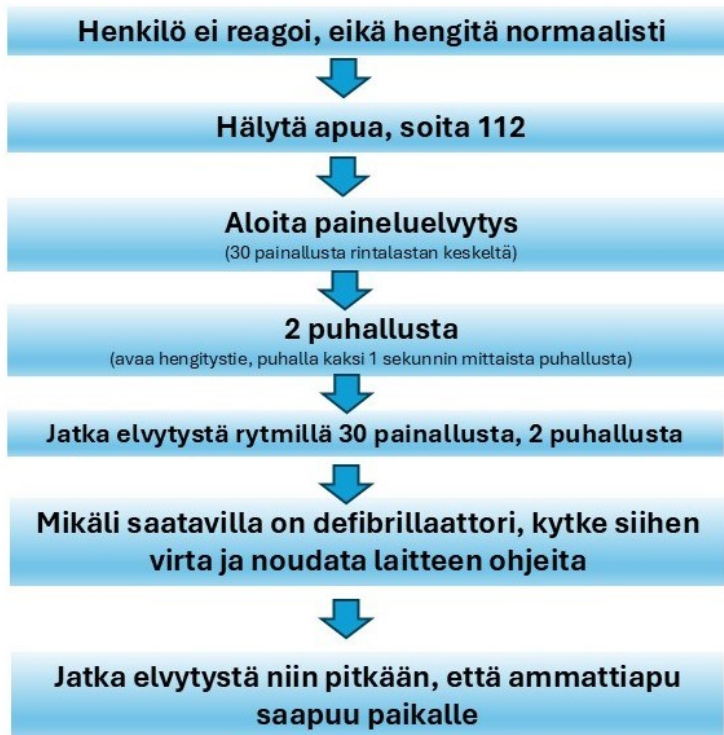 Henkilö ei reagoi, eikä hengitä normaalisti
Hälytä apua, soita 112
Aloita paineluelvytys
(30 painallusta rintalastan keskeltä)
2 puhallusta
(avaa hengitystie, puhalla kaksi 1 sekunnin mittaista puhallusta)
Jatka elvytystä rytmillä 30 painallusta, 2 puhallusta
Mikäli saatavilla on defibrillaattori, kytke siihen
virta ja noudata laitteen ohjeita
Jatka elvytystä niin pitkään, että ammattiapu
saapuu paikalle